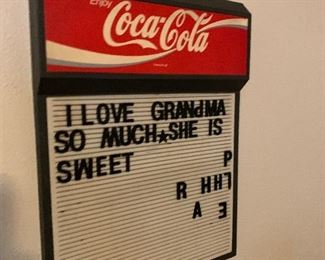 Enjoy
Coca-Cola
I LOVE GRANdMA
SO MUCH★SHE IS
SWEET P
R HH
A